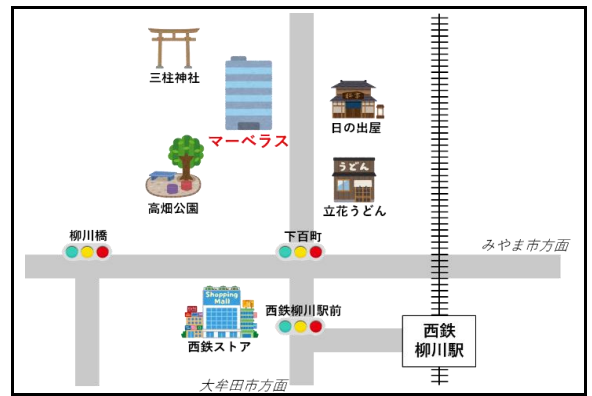 三柱神社
マーベラス
日の出屋
うどん
高畑公園
立花うどん
柳川橋
下百町
みやま市方面
Shopping
Mall
西鉄柳川駅前
西鉄ストア
西鉄
柳川駅
大牟田市方面